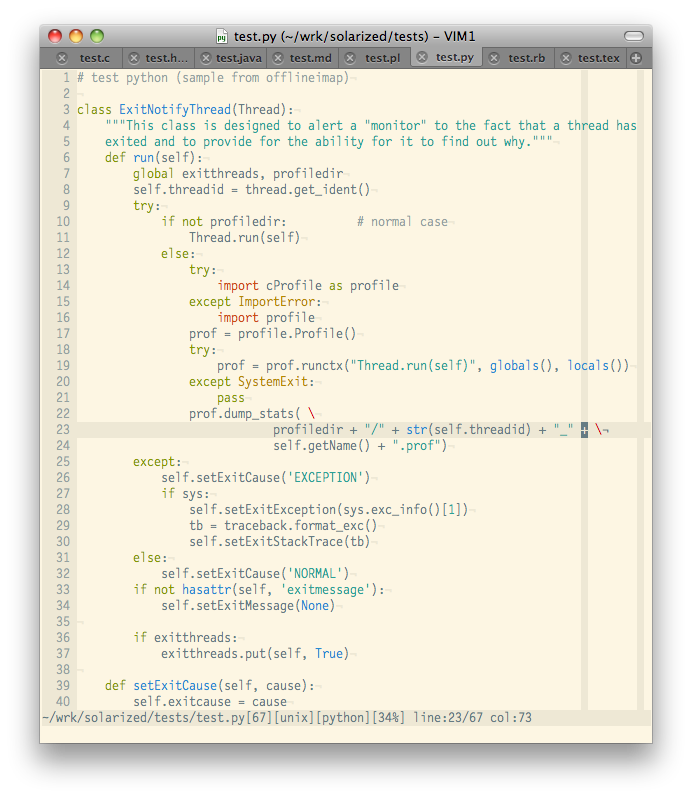 test.py (~/wrk/solarized/tests) – VIM1
test.c test.h... test.java test.md test.pl test.py test.rb test.tex
1 # test python (sample from offlineimap)¬
2 ¬
3 class ExitNotifyThread(Thread):¬
4     """This class is designed to alert a "monitor" to the fact that a thread has
5     exited and to provide for the ability for it to find out why."""¬
6     def run(self):¬
7         global exitthreads, profiledir¬
8         self.threadid = thread.get_ident()¬
9         try:¬
10             if not profiledir:          # normal case¬
11                 Thread.run(self)¬
12             else:¬
13                 try:¬
14                     import cProfile as profile¬
15                 except ImportError:¬
16                     import profile¬
17                 prof = profile.Profile()¬
18                 try:¬
19                     prof = prof.runctx("Thread.run(self)", globals(), locals())¬
20                 except SystemExit:¬
21                     pass¬
22                 prof.dump_stats( \¬
23                             profiledir + "/" + str(self.threadid) + "_" + \¬
24                             self.getName() + ".prof")¬
25         except:¬
26             self.setExitCause('EXCEPTION')¬
27             if sys:¬
28                 self.setExitException(sys.exc_info()[1])¬
29                 tb = traceback.format_exc()¬
30                 self.setExitStackTrace(tb)¬
31         else:¬
32             self.setExitCause('NORMAL')¬
33         if not hasattr(self, 'exitmessage'):¬
34             self.setExitMessage(None)¬
35 ¬
36         if exitthreads:¬
37             exitthreads.put(self, True)¬
38 ¬
39     def setExitCause(self, cause):¬
40         self.exitcause = cause¬
~/wrk/solarized/tests/test.py[67][unix][python][34%] line:23/67 col:73